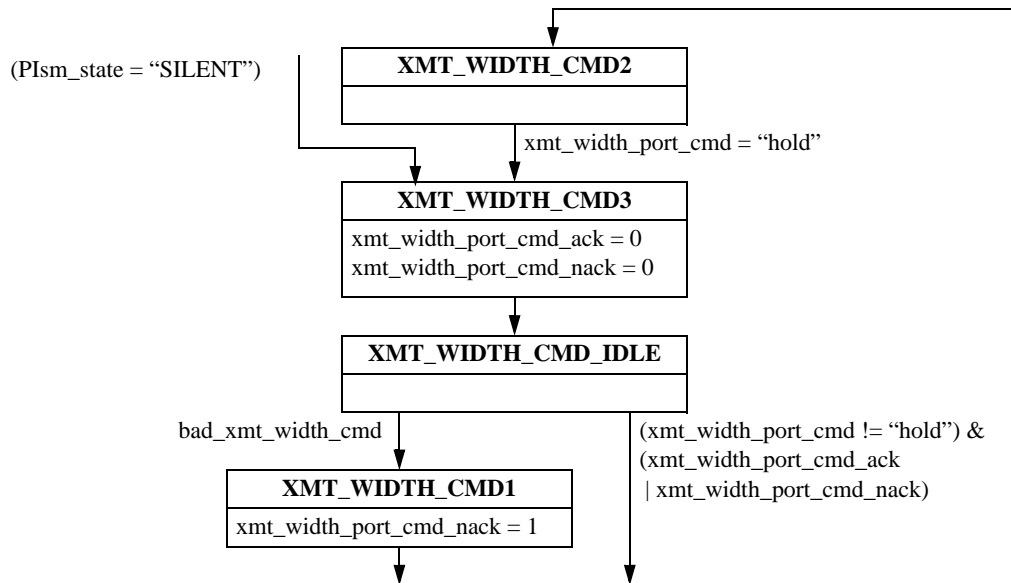 (PIsm_state = “SILENT”)
XMT_WIDTH_CMD2
xmt_width_port_cmd = “hold”
XMT_WIDTH_CMD3
xmt_width_port_cmd_ack = 0
xmt_width_port_cmd_nack = 0
XMT_WIDTH_CMD_IDLE
bad_xmt_width_cmd
(xmt_width_port_cmd != “hold”) &
(xmt_width_port_cmd_ack
| xmt_width_port_cmd_nack)
XMT_WIDTH_CMD1
xmt_width_port_cmd_nack = 1